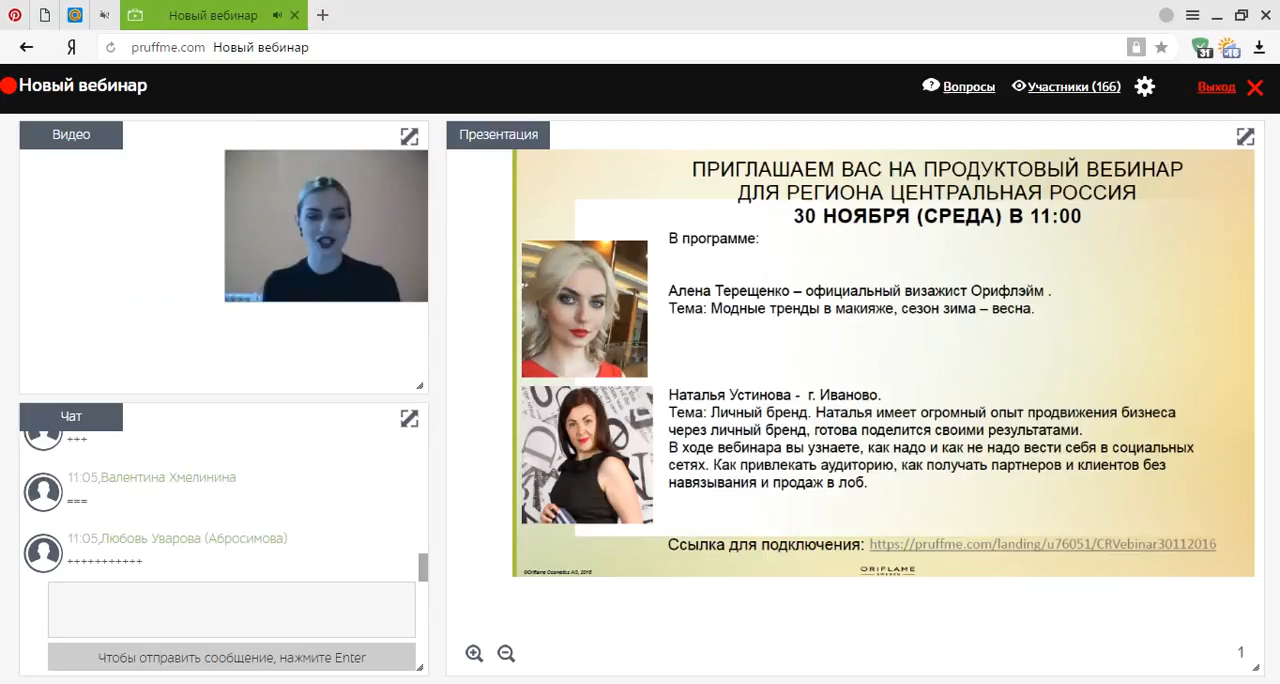 Новый вебинар
pruffme.com Новый вебинар
31
Новый вебинар
Вопросы
Участники (166)
Выход
Видео
Презентация
ПРИГЛАШАЕМ ВАС НА ПРОДУКТОВЫЙ ВЕБИНАР
ДЛЯ РЕГИОНА ЦЕНТРАЛЬНАЯ РОССИЯ
30 НОЯБРЯ (СРЕДА) В 11:00
В программе:
Алена Терещенко – официальный визажист Орифлэйм .
Тема: Модные тренды в макияже, сезон зима – весна.
Наталья Устинова - г. Иваново.
Тема: Личный бренд. Наталья имеет огромный опыт продвижения бизнеса
через личный бренд, готова поделится своими результатами.
В ходе вебинара вы узнаете, как надо и как не надо вести себя в социальных
сетях. Как привлекать аудиторию, как получать партнеров и клиентов без
навязывания и продаж в лоб.
Ссылка для подключения: https://pruffme.com/landing/u76051/CRVebinar30112016
ORIFLAME
SWEDEN
1
Чат
+++
11:05,Валентина Хмелинина
===
11:05,Любовь Уварова (Абросимова)
+++++++++++
Чтобы отправить сообщение, нажмите Enter